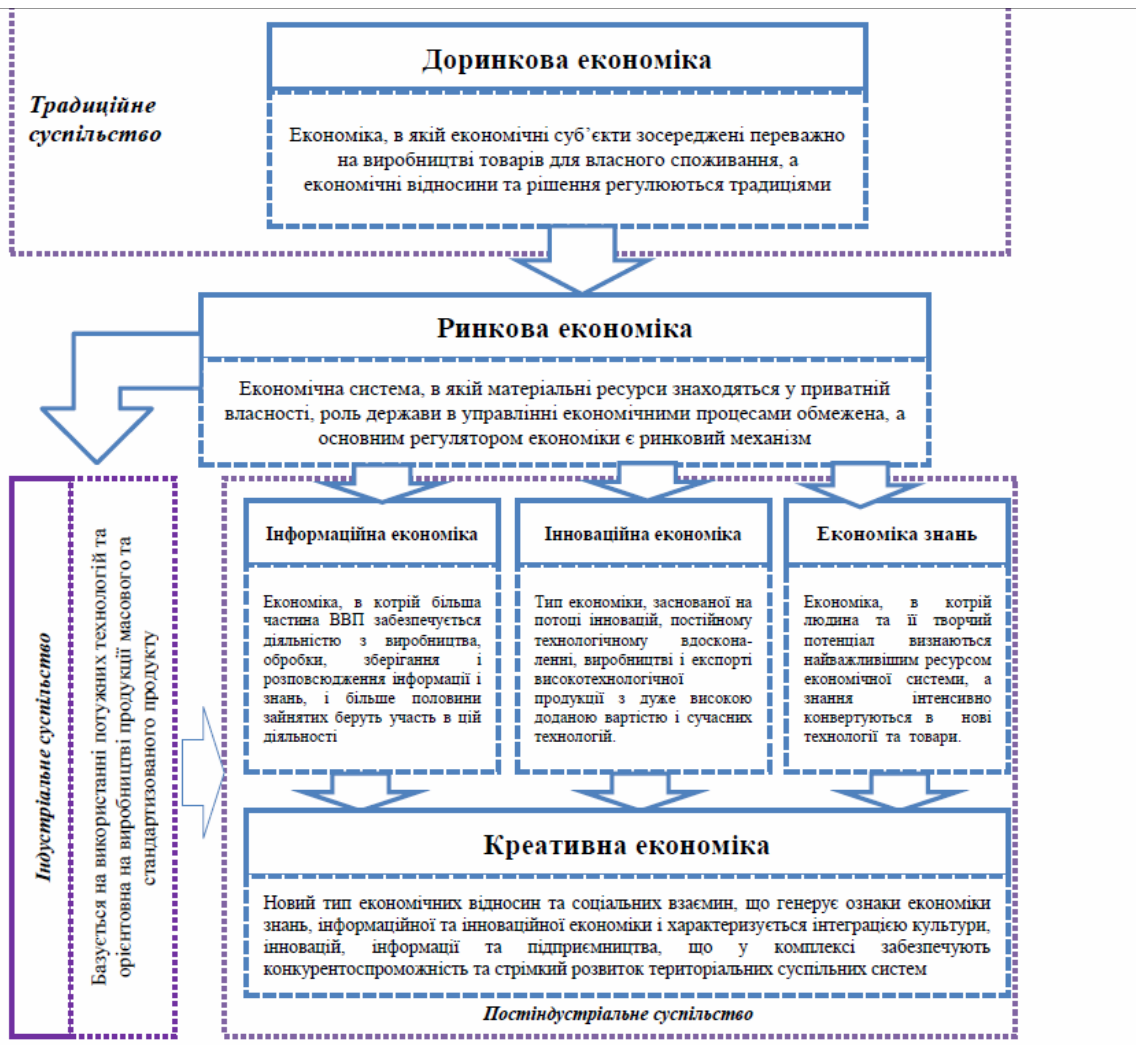 Доринкова економіка
Традиційне
суспільство
Економіка, в якій економічні суб’єкти зосереджені переважно
на виробництві товарів для власного споживання, а
економічні відносини та рішення регулюються традиціями
Ринкова економіка
Економічна система, в якій матеріальні ресурси знаходяться у приватній
власності, роль держави в управлінні економічними процесами обмежена, а
основним регулятором економіки є ринковий механізм
Індустріальне суспільство
Базується на використанні потужних технологій та
орієнтовна на виробництві продукції масового та
стандартизованого продукту
Інформаційна економіка
Економіка, в котрій більша
частина ВВП забезпечується
діяльністю з виробництва,
обробки, зберігання і
розповсюдження інформації і
знань, і більше половини
зайнятих беруть участь в цій
діяльності
Інноваційна економіка
Тип економіки, заснованої на
потоці інновацій, постійному
технологічному вдоскона-
ленні, виробництві і експорті
високотехнологічної
продукції з дуже високою
доданою вартістю і сучасних
технологій.
Економіка знань
Економіка, в котрій
людина та її творчий
потенціал визнаються
найважливішим ресурсом
економічної системи, а
знання інтенсивно
конвертуються в нові
технології та товари.
Креативна економіка
Новий тип економічних відносин та соціальних взаємин, що генерує ознаки економіки
знань, інформаційної та інноваційної економіки і характеризується інтеграцією культури,
інновацій, інформації та підприємництва, що у комплексі забезпечують
конкурентоспроможність та стрімкий розвиток територіальних суспільних систем
Постіндустріальне суспільство